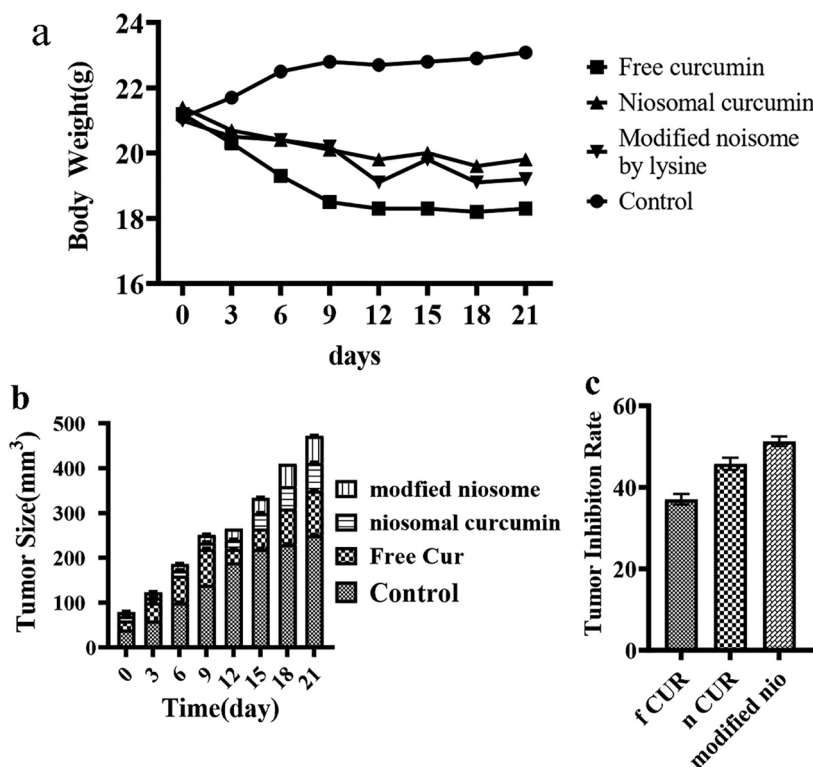 a
Body Weight(g)
24
22
20
18
16
0 3 6 9 12 15 18 21
days
Free curcumin
Niosomal curcumin
Modified noisome
by lysine
Control
b
Tumor Size(mm³)
500
400
300
200
100
0
0 3 6 9 12 15 18 21
Time(day)
modfied niosome
niosomal curcumin
Free Cur
Control
c
Tumor Inhibiton Rate
60
40
20
0
f CUR
n CUR
modified nio